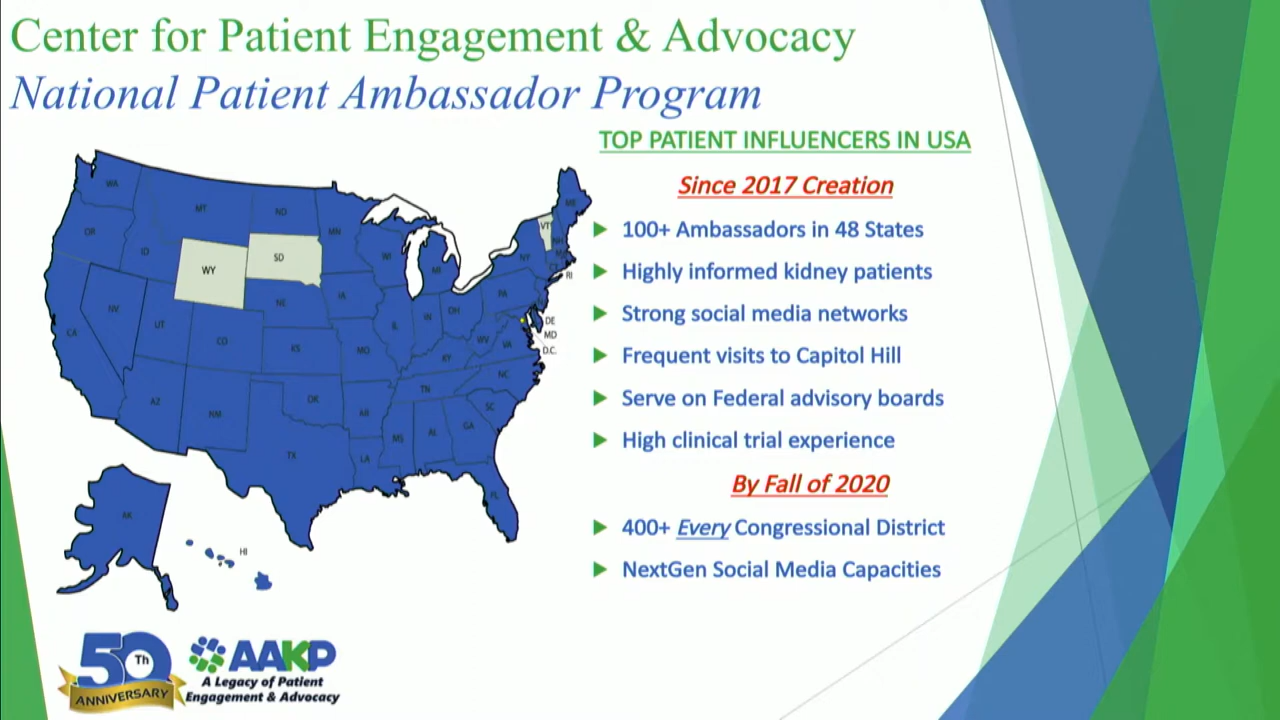 Center for Patient Engagement & Advocacy
National Patient Ambassador Program
TOP PATIENT INFLUENCERS IN USA
Since 2017 Creation
100+ Ambassadors in 48 States
Highly informed kidney patients
Strong social media networks
Frequent visits to Capitol Hill
Serve on Federal advisory boards
High clinical trial experience
By Fall of 2020
400+ Every Congressional District
NextGen Social Media Capacities
WA
MT
ND
MN
ME
VT
NH
OR
ID
WY
SD
WI
MI
NY
CT
RI
NV
UT
CO
NE
IA
IL
IN
OH
PA
DE
MD
D.C.
CA
KS
MO
KY
WV
VA
NC
AZ
NM
OK
AR
TN
SC
TX
LA
MS
AL
GA
FL
AK
HI
50Th
ANNIVERSARY
AAKP
A Legacy of Patient
Engagement & Advocacy